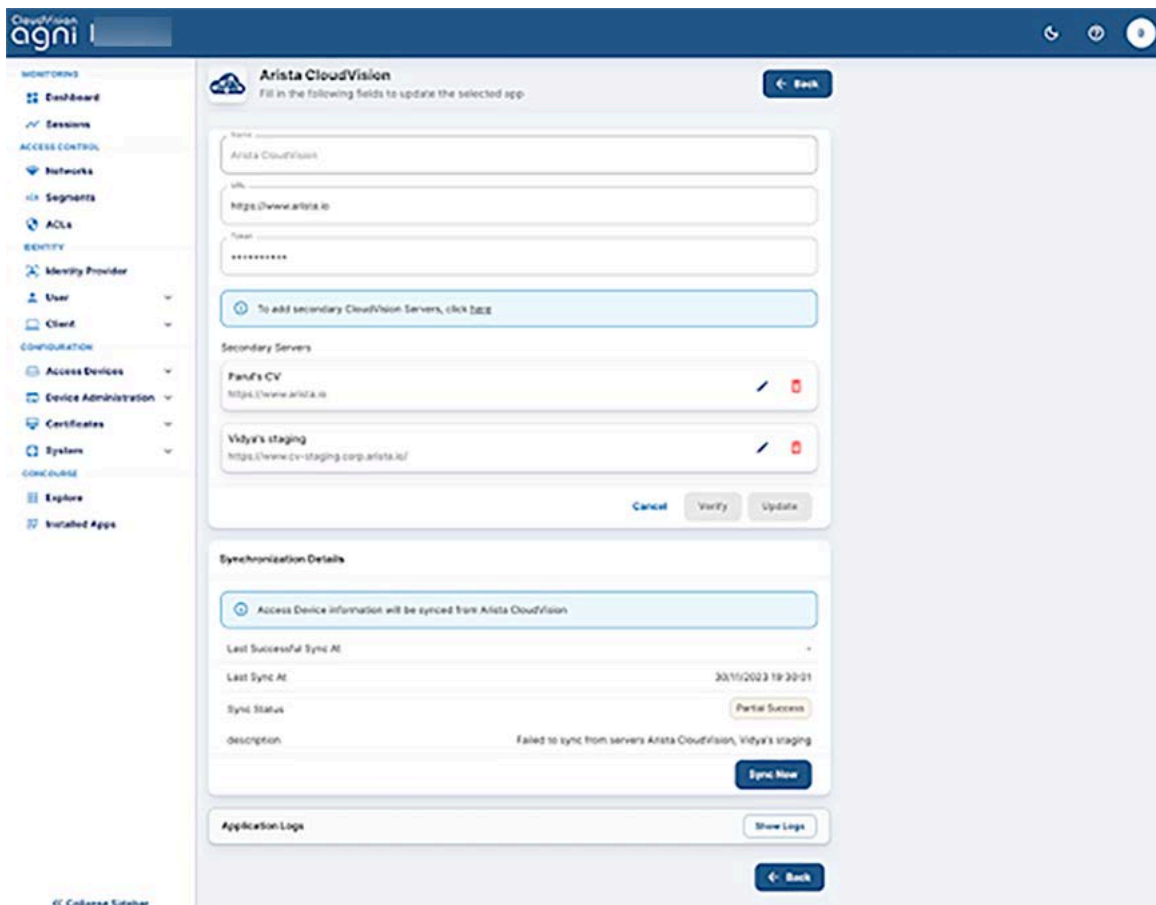 CloudVision
agni |
MONITORING
Dashboard
Sessions
ACCESS CONTROL
Networks
Segments
ACLs
IDENTITY
Identity Provider
User
Client
CONFIGURATION
Access Devices
Device Administration
Certificates
System
CONCOURSE
Explore
Installed Apps
Collapse Sidebar
Arista CloudVision
Fill in the following fields to update the selected app
Back
Name
Arista CloudVision
URL
https://www.arista.io
Token
••••••••••
To add secondary CloudVision Servers, click here
Secondary Servers
Parul's CV
https://www.arista.io
Vidya's staging
https://www.cv-staging.corp.arista.io/
Cancel Verify Update
Synchronization Details
Access Device information will be synced from Arista CloudVision
Last Successful Sync At -
Last Sync At 30/11/2023 19:30:01
Sync Status Partial Success
description Failed to sync from servers Arista CloudVision, Vidya's staging
Sync Now
Application Logs Show Logs
Back